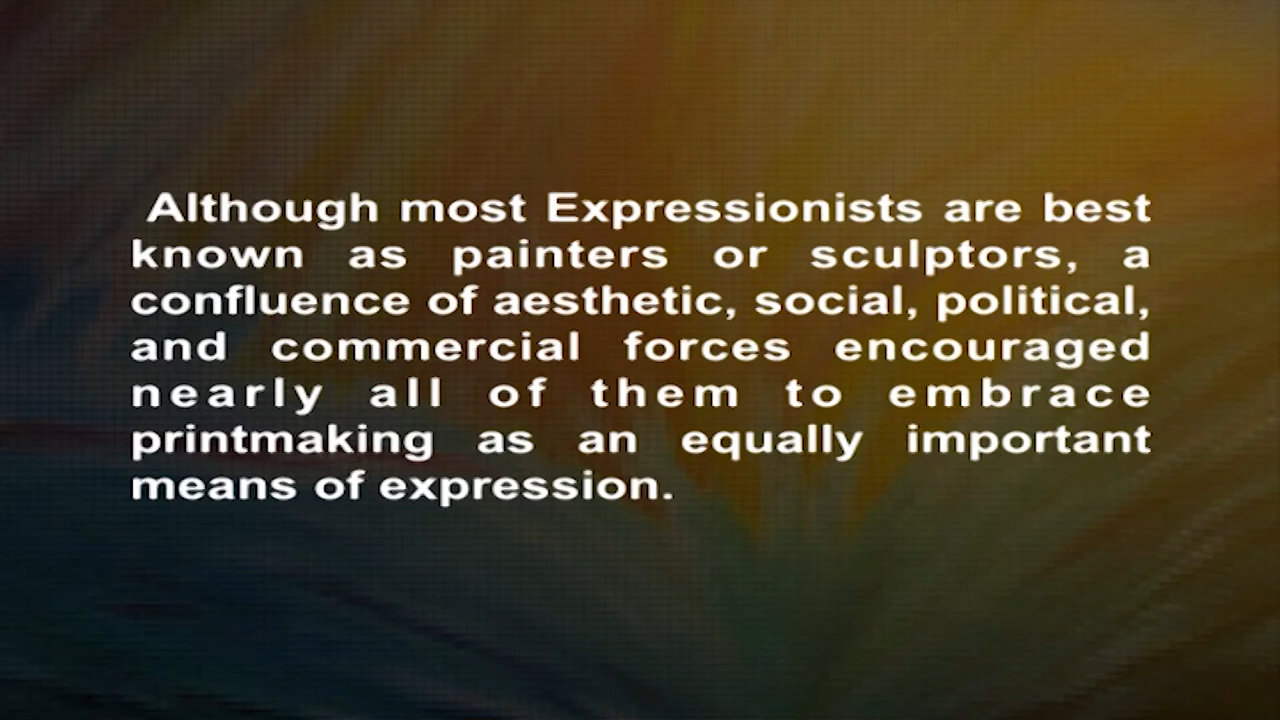 Although most Expressionists are best
known as painters or sculptors, a
confluence of aesthetic, social, political,
and commercial forces encouraged
nearly all of them to embrace
printmaking as an equally important
means of expression.